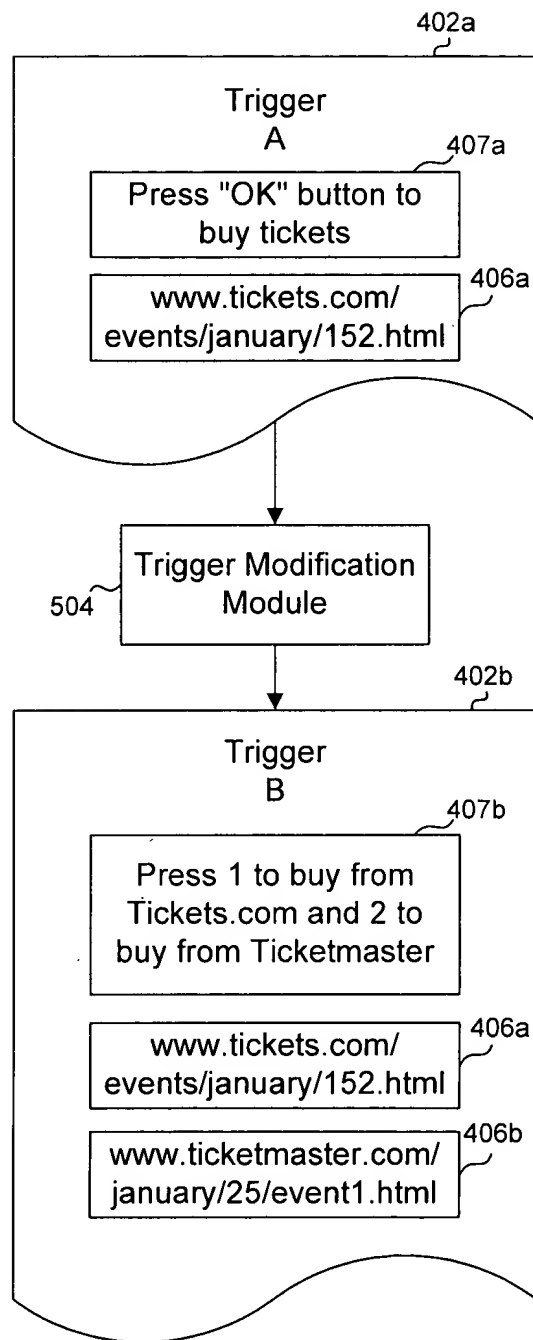 402a
Trigger
A
407a
Press "OK" button to
buy tickets
406a
www.tickets.com/
events/january/152.html
Trigger Modification
Module
504
402b
Trigger
B
407b
Press 1 to buy from
Tickets.com and 2 to
buy from Ticketmaster
406a
www.tickets.com/
events/january/152.html
406b
www.ticketmaster.com/
january/25/event1.html